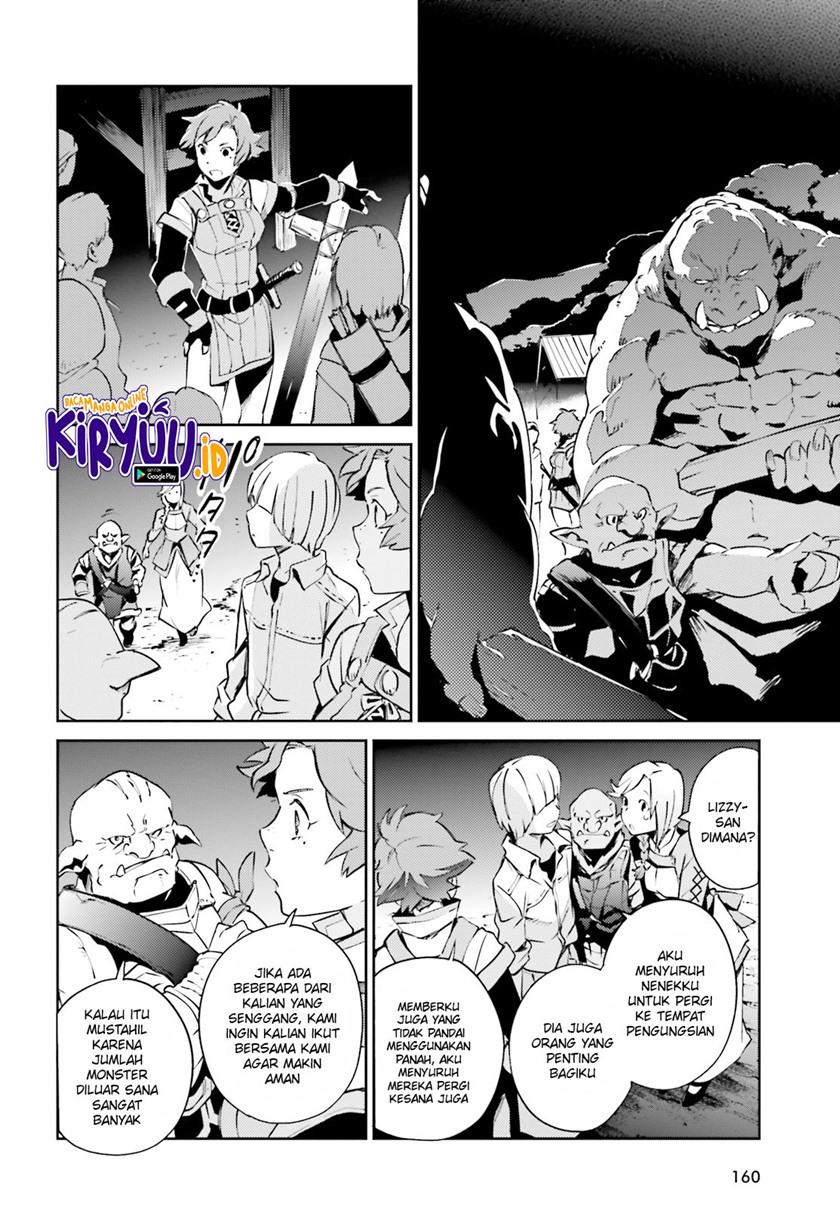 BACA MANGA ONLINE
KIRYUU.ID
GET IT ON
Google Play
タタタ
LIZZY-
SAN
DIMANA?
AKU
MENYURUH
NENEKKU
UNTUK PERGI
KE TEMPAT
PENGUNGSIAN
DIA JUGA
ORANG YANG
PENTING
BAGIKU
MEMBERKU
JUGA YANG
TIDAK PANDAI
MENGGUNAKAN
PANAH, AKU
MENYURUH
MEREKA PERGI
KESANA JUGA
JIKA ADA
BEBERAPA DARI
KALIAN YANG
SENGGANG, KAMI
INGIN KALIAN IKUT
BERSAMA KAMI
AGAR MAKIN
AMAN
KALAU ITU
MUSTAHIL
KARENA
JUMLAH
MONSTER
DILUAR SANA
SANGAT
BANYAK
160